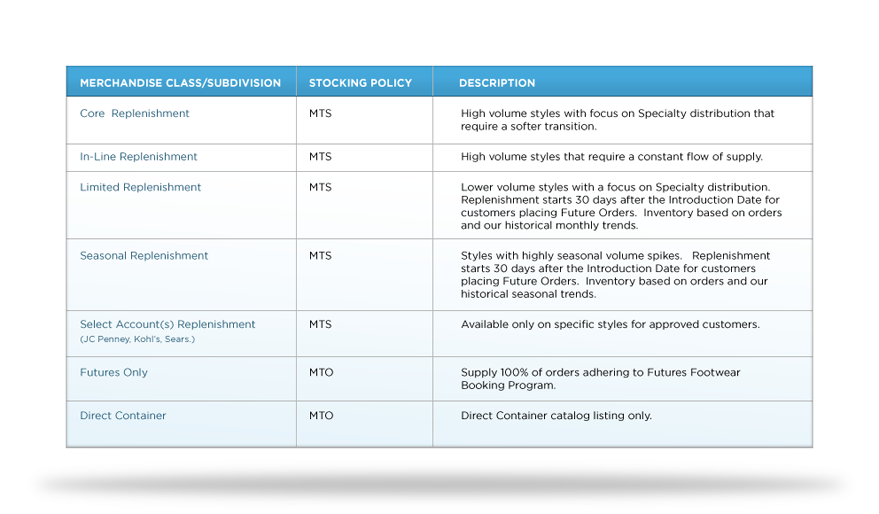 MERCHANDISE CLASS/SUBDIVISION STOCKING POLICY DESCRIPTION
Core Replenishment MTS High volume styles with focus on Specialty distribution that
require a softer transition.
In-Line Replenishment MTS High volume styles that require a constant flow of supply.
Limited Replenishment MTS Lower volume styles with a focus on Specialty distribution.
Replenishment starts 30 days after the Introduction Date for
customers placing Future Orders. Inventory based on orders
and our historical monthly trends.
Seasonal Replenishment MTS Styles with highly seasonal volume spikes. Replenishment
starts 30 days after the Introduction Date for customers
placing Future Orders. Inventory based on orders and our
historical seasonal trends.
Select Account(s) Replenishment MTS Available only on specific styles for approved customers.
(JC Penney, Kohl's, Sears.)
Futures Only MTO Supply 100% of orders adhering to Futures Footwear
Booking Program.
Direct Container MTO Direct Container catalog listing only.